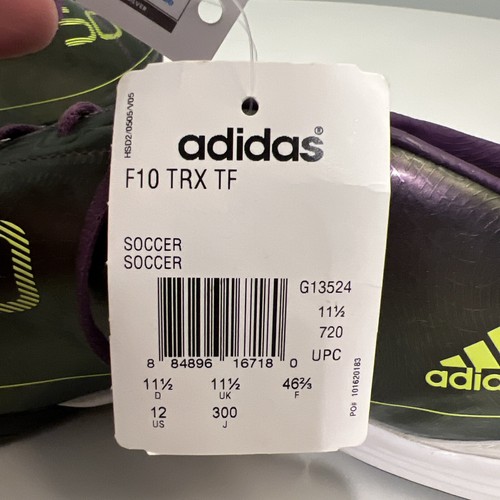 SILVER
HSD2/0505/V05
adidas®
F10 TRX TF
SOCCER
SOCCER
G13524
11½
720
UPC
8 84896 16718 0
11½ 11½ 46⅔
D UK F
12 300
US J
PO# 101620183
adidas